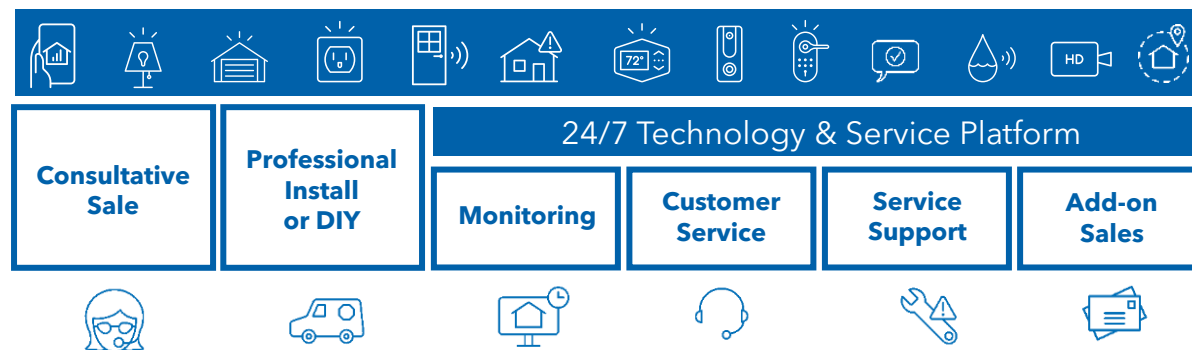 72°
HD
24/7 Technology & Service Platform
Consultative
Sale
Professional
Install
or DIY
Monitoring
Customer
Service
Service
Support
Add-on
Sales